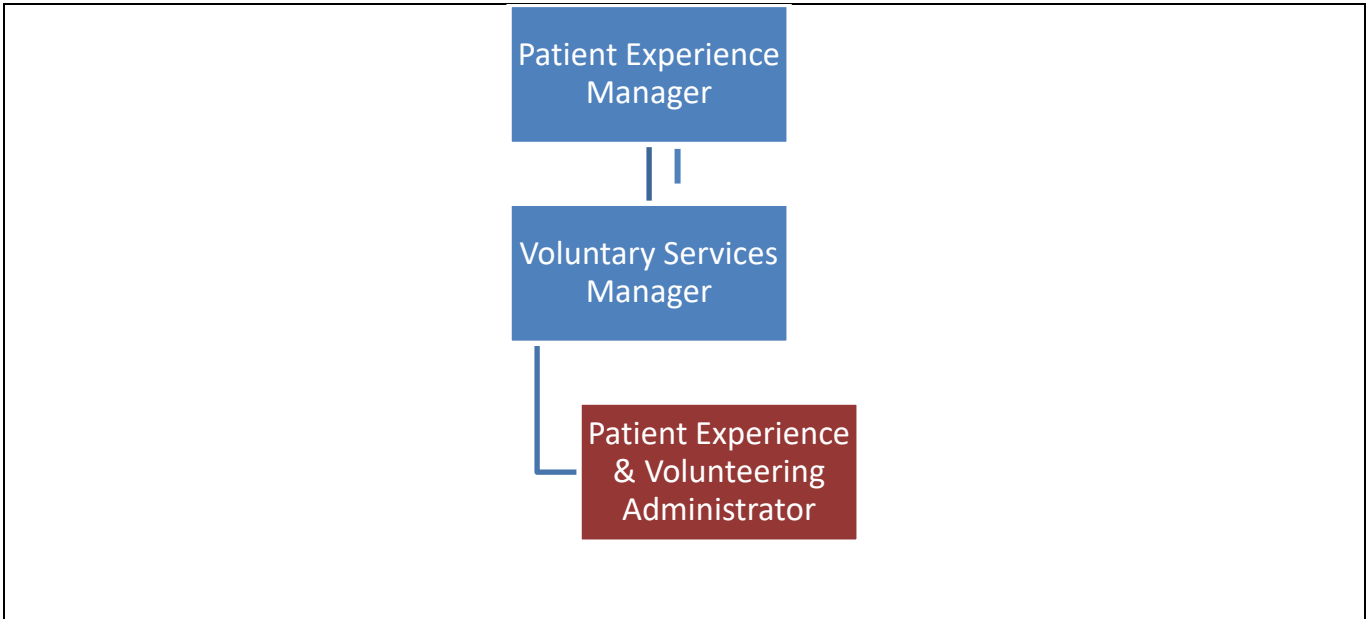 Patient Experience
Manager
Voluntary Services
Manager
Patient Experience
& Volunteering
Administrator